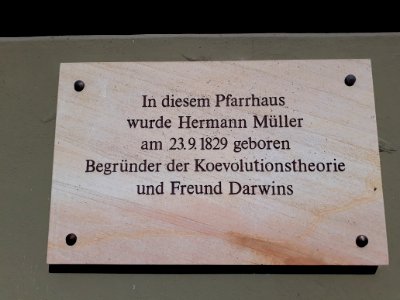 In diesem Pfarrhaus
wurde Hermann Müller
am 23.9.1829 geboren
Begründer der Koevolutionstheorie
und Freund Darwins